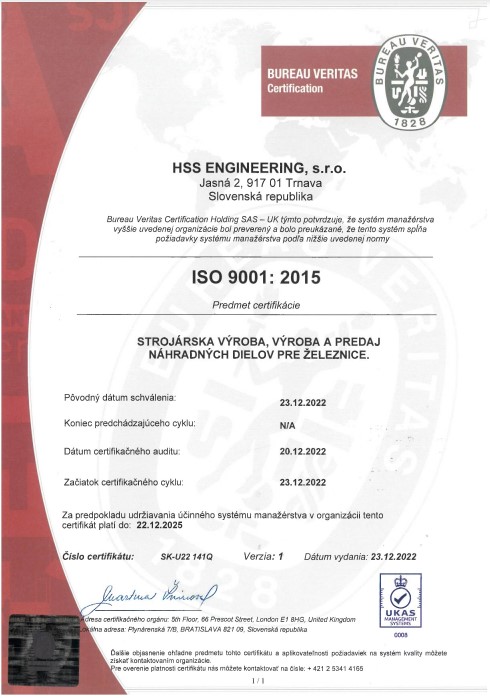 BUREAU VERITAS
Certification
BUREAU VERITAS
1828
HSS ENGINEERING, s.r.o.
Jasná 2, 917 01 Trnava
Slovenská republika
Bureau Veritas Certification Holding SAS – UK týmto potvrdzuje, že systém manažérstva
vyššie uvedenej organizácie bol preverený a bolo preukázané, že tento systém spĺňa
požiadavky systému manažérstva podľa nižšie uvedenej normy
ISO 9001: 2015
Predmet certifikácie
STROJÁRSKA VÝROBA, VÝROBA A PREDAJ
NÁHRADNÝCH DIELOV PRE ŽELEZNICE.
Pôvodný dátum schválenia: 23.12.2022
Koniec predchádzajúceho cyklu: N/A
Dátum certifikačného auditu: 20.12.2022
Začiatok certifikačného cyklu: 23.12.2022
Za predpokladu udržiavania účinného systému manažérstva v organizácii tento
certifikát platí do: 22.12.2025
Číslo certifikátu: SK-U22 141Q Verzia: 1 Dátum vydania: 23.12.2022
Adresa certifikačného orgánu: 5th Floor, 66 Prescot Street, London E1 8HG, United Kingdom
Lokálna adresa: Plynárenská 7/B, BRATISLAVA 821 09, Slovenská republika
UKAS
MANAGEMENT
SYSTEMS
0008
Ďalšie objasnenie ohľadne predmetu tohto certifikátu a aplikovateľnosti požiadaviek na systém kvality môžete
získať kontaktovaním organizácie.
Pre overenie platnosti certifikátu nás môžete kontaktovať na čísle: + 421 2 5341 4165
1 / 1